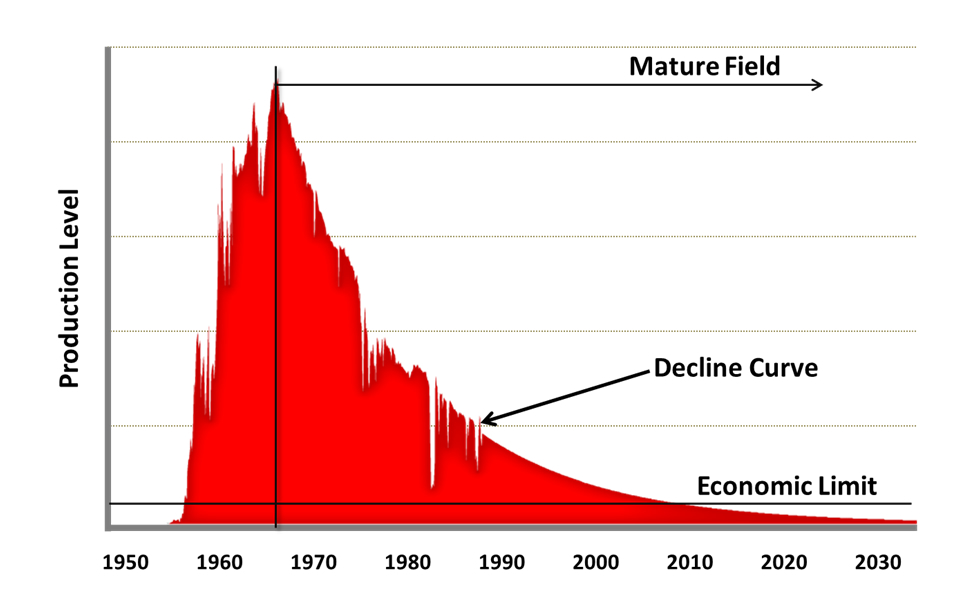 Mature Field
Production Level
Decline Curve
Economic Limit
1950 1960 1970 1980 1990 2000 2010 2020 2030